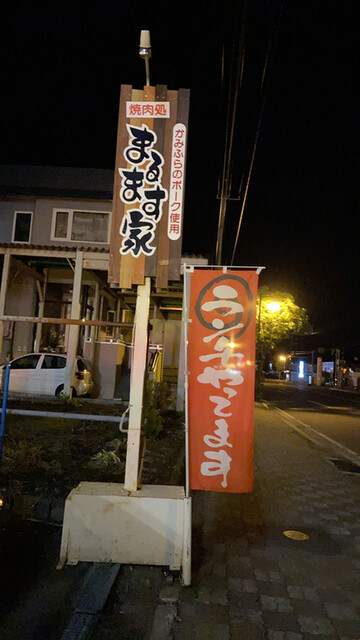 焼肉処
かみふらのポーク使用
まるます家
ランチやってます